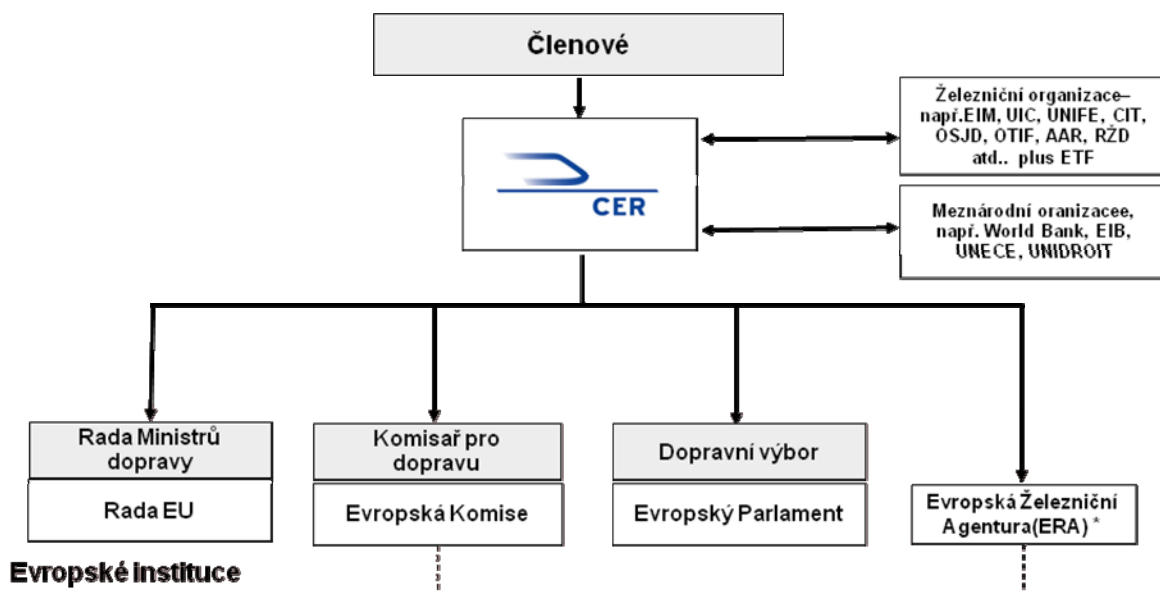 Členové
Železniční organizace–
např.EIM, UIC, UNIFE, CIT,
OSJD, OTIF, AAR, RŽD
atd.. plus ETF
CER
Meznárodní oranizacee,
např. World Bank, EIB,
UNECE, UNIDROIT
Rada Ministrů
dopravy
Rada EU
Komisař pro
dopravu
Evropská Komise
Dopravní výbor
Evropský Parlament
Evropská Železniční
Agentura(ERA) *
Evropské instituce